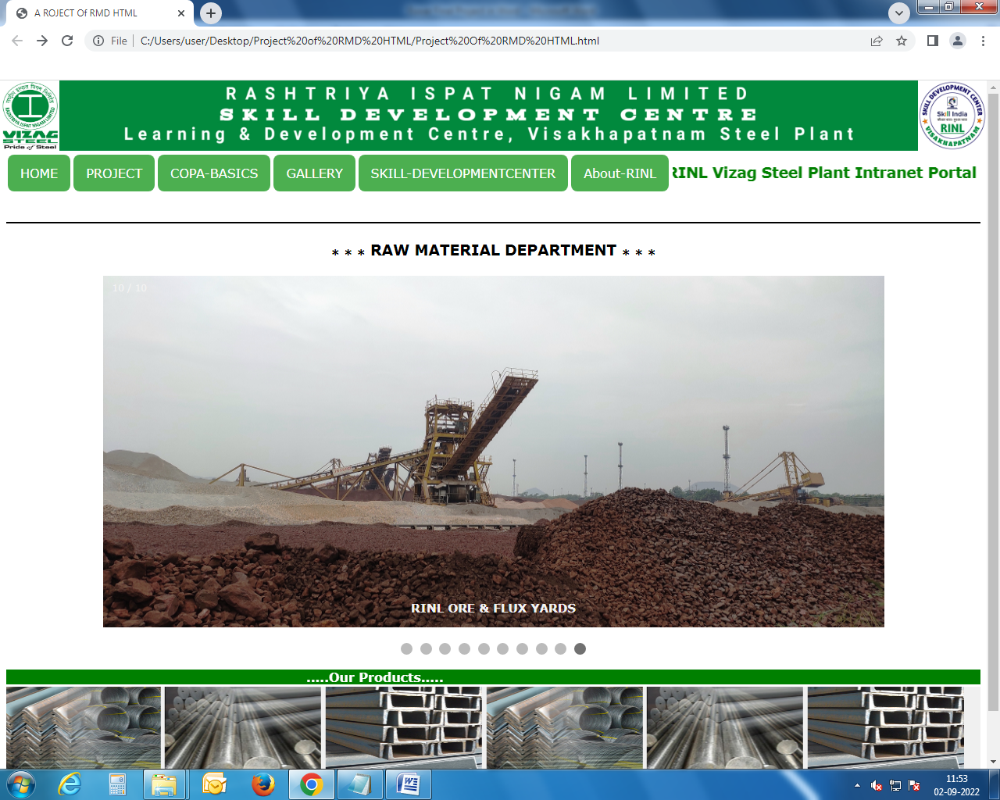 A ROJECT Of RMD HTML
File
C:/Users/user/Desktop/Project%20of%20RMD%20HTML/Project%20Of%20RMD%20HTML.html
RASHTRIYA ISPAT NIGAM LIMITED
SKILL DEVELOPMENT CENTRE
Learning & Development Centre, Visakhapatnam Steel Plant
VIZAG
STEEL
Pride of Steel
SKILL DEVELOPMENT CENTER
Skill India
RINL
VISAKHAPATNAM
HOME
PROJECT
COPA-BASICS
GALLERY
SKILL-DEVELOPMENTCENTER
About-RINL
RINL Vizag Steel Plant Intranet Portal
* * * RAW MATERIAL DEPARTMENT * * *
10 / 10
RINL ORE & FLUX YARDS
.....Our Products.....
11:53
02-09-2022